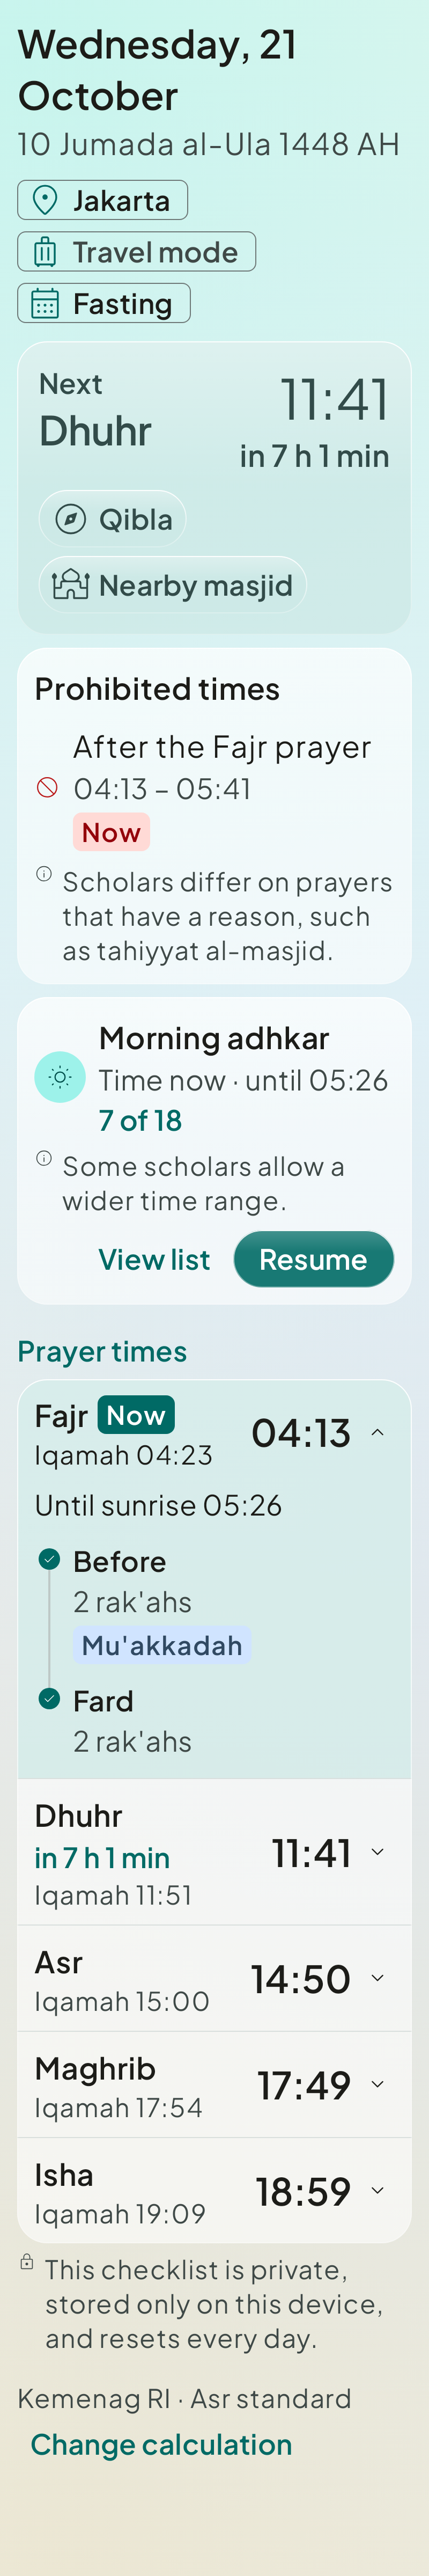 Wednesday, 21
October
10 Jumada al-Ula 1448 AH
Jakarta
Travel mode
Fasting
Next
Dhuhr
11:41
in 7 h 1 min
Qibla
Nearby masjid
Prohibited times
After the Fajr prayer
04:13 – 05:41
Now
Scholars differ on prayers
that have a reason, such
as tahiyyat al-masjid.
Morning adhkar
Time now · until 05:26
7 of 18
Some scholars allow a
wider time range.
View list
Resume
Prayer times
Fajr Now
Iqamah 04:23
04:13
Until sunrise 05:26
Before
2 rak'ahs
Mu'akkadah
Fard
2 rak'ahs
Dhuhr
in 7 h 1 min
Iqamah 11:51
11:41
Asr
Iqamah 15:00
14:50
Maghrib
Iqamah 17:54
17:49
Isha
Iqamah 19:09
18:59
This checklist is private,
stored only on this device,
and resets every day.
Kemenag RI · Asr standard
Change calculation